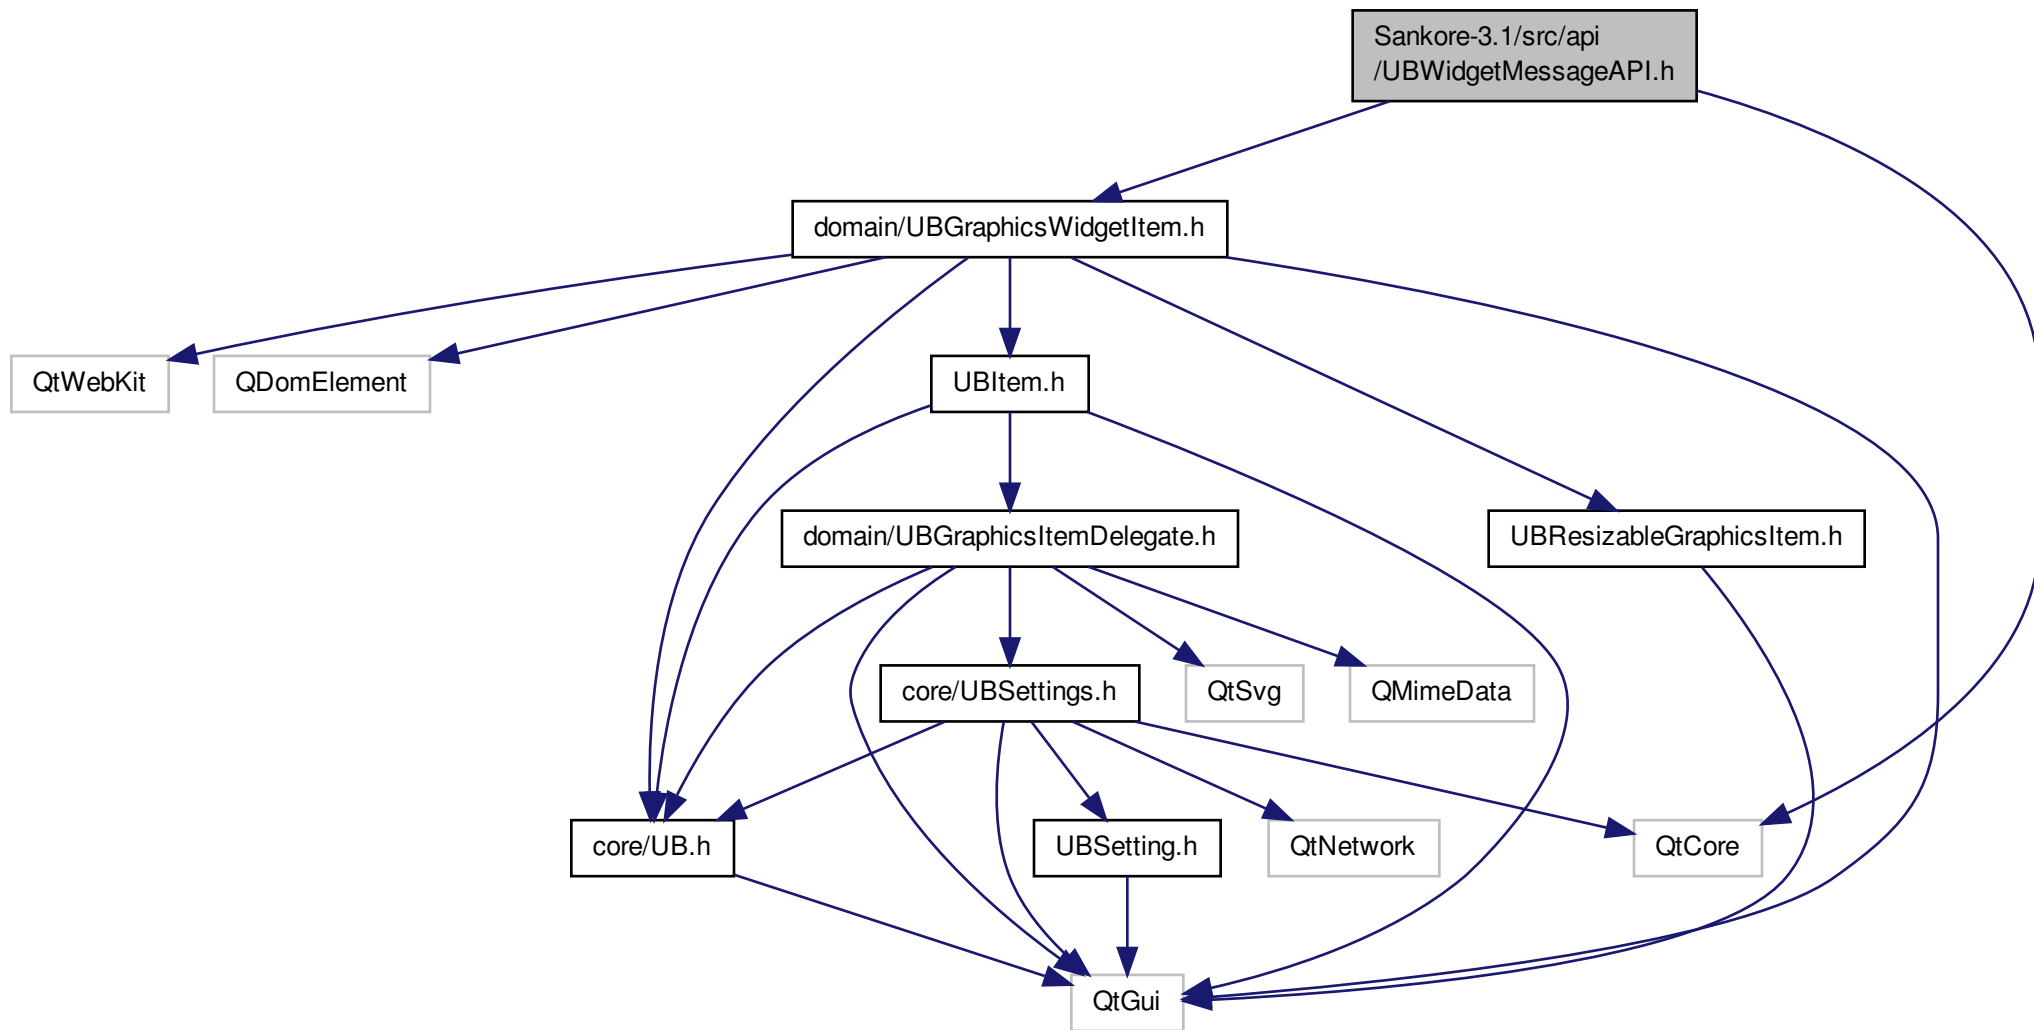 Sankore-3.1/src/api
/UBWidgetMessageAPI.h
domain/UBGraphicsWidgetItem.h
QtWebKit
QDomElement
UBItem.h
domain/UBGraphicsItemDelegate.h
UBResizableGraphicsItem.h
core/UBSettings.h
QtSvg
QMimeData
core/UB.h
UBSetting.h
QtNetwork
QtCore
QtGui